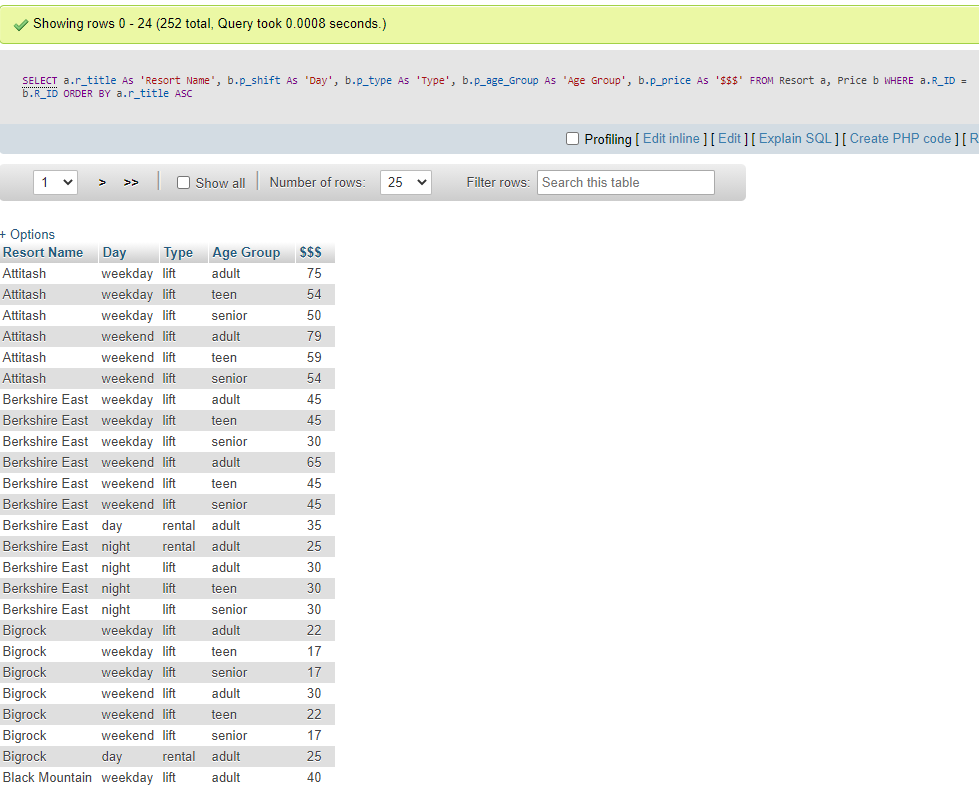 Showing rows 0 - 24 (252 total, Query took 0.0008 seconds.)
SELECT a.r_title As 'Resort Name', b.p_shift As 'Day', b.p_type As 'Type', b.p_age_Group As 'Age Group', b.p_price As '$$$' FROM Resort a, Price b WHERE a.R_ID =
b.R_ID ORDER BY a.r_title ASC
Profiling [ Edit inline ] [ Edit ] [ Explain SQL ] [ Create PHP code ] [ R
1 > >> Show all Number of rows: 25 Filter rows: Search this table
+ Options
Resort Name Day Type Age Group $$$
Attitash weekday lift adult 75
Attitash weekday lift teen 54
Attitash weekday lift senior 50
Attitash weekend lift adult 79
Attitash weekend lift teen 59
Attitash weekend lift senior 54
Berkshire East weekday lift adult 45
Berkshire East weekday lift teen 45
Berkshire East weekday lift senior 30
Berkshire East weekend lift adult 65
Berkshire East weekend lift teen 45
Berkshire East weekend lift senior 45
Berkshire East day rental adult 35
Berkshire East night rental adult 25
Berkshire East night lift adult 30
Berkshire East night lift teen 30
Berkshire East night lift senior 30
Bigrock weekday lift adult 22
Bigrock weekday lift teen 17
Bigrock weekday lift senior 17
Bigrock weekend lift adult 30
Bigrock weekend lift teen 22
Bigrock weekend lift senior 17
Bigrock day rental adult 25
Black Mountain weekday lift adult 40